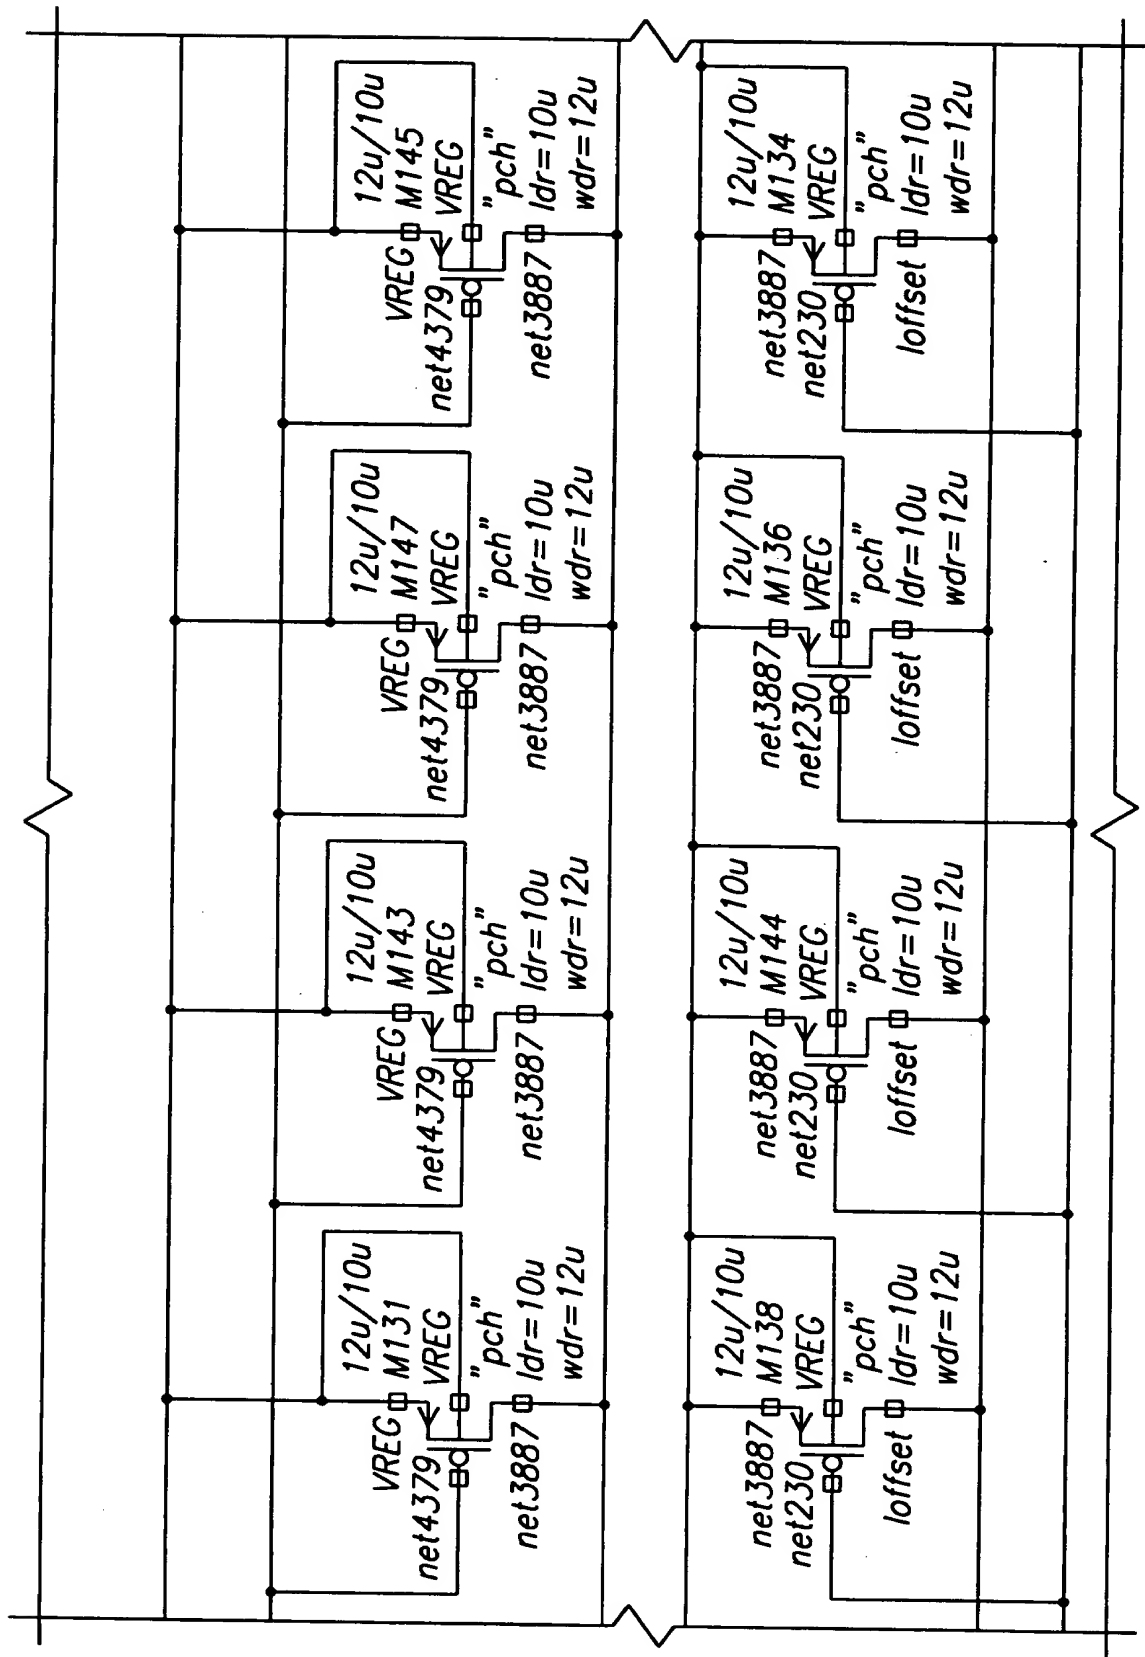 12u/10u
M131
VREG
VREG
net4379
"pch"
ldr=10u
wdr=12u
net3887
12u/10u
M143
VREG
VREG
net4379
"pch"
ldr=10u
wdr=12u
net3887
12u/10u
M147
VREG
VREG
net4379
"pch"
ldr=10u
wdr=12u
net3887
12u/10u
M145
VREG
VREG
net4379
"pch"
ldr=10u
wdr=12u
net3887
12u/10u
M138
VREG
net3887
net230
"pch"
ldr=10u
wdr=12u
Ioffset
12u/10u
M144
VREG
net3887
net230
"pch"
ldr=10u
wdr=12u
Ioffset
12u/10u
M136
VREG
net3887
net230
"pch"
ldr=10u
wdr=12u
Ioffset
12u/10u
M134
VREG
net3887
net230
"pch"
ldr=10u
wdr=12u
Ioffset